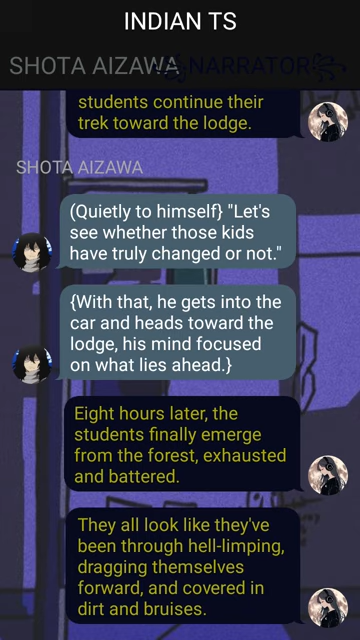 INDIAN TS
SHOTA AIZAWA
NARRATOR
students continue their
trek toward the lodge.
SHOTA AIZAWA
(Quietly to himself} "Let's
see whether those kids
have truly changed or not."
{With that, he gets into the
car and heads toward the
lodge, his mind focused
on what lies ahead.}
Eight hours later, the
students finally emerge
from the forest, exhausted
and battered.
They all look like they've
been through hell-limping,
dragging themselves
forward, and covered in
dirt and bruises.